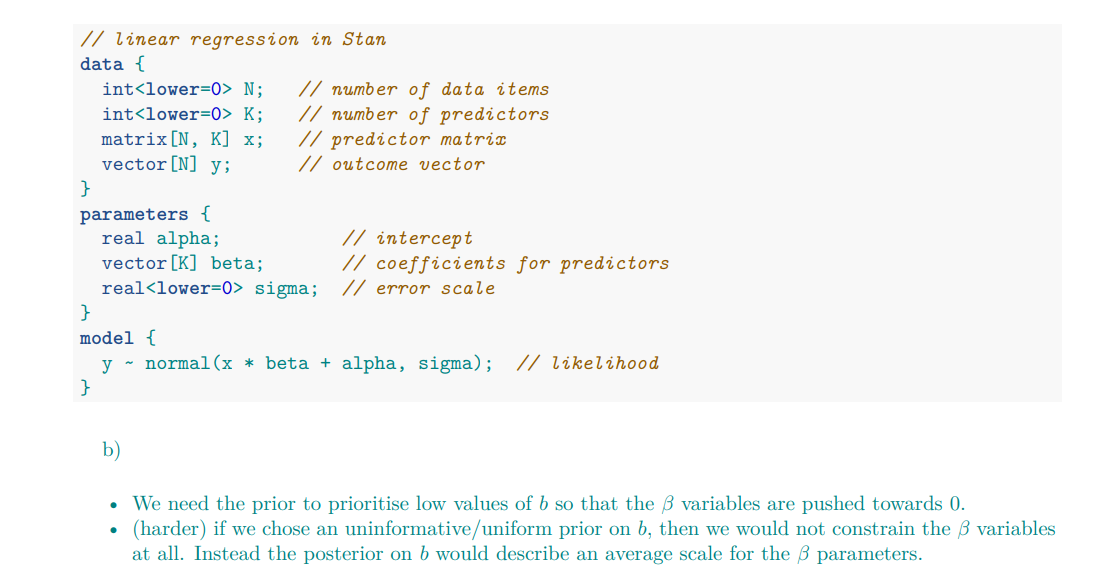 // linear regression in Stan
data {
  int<lower=0> N;   // number of data items
  int<lower=0> K;   // number of predictors
  matrix[N, K] x;   // predictor matrix
  vector[N] y;      // outcome vector
}
parameters {
  real alpha;           // intercept
  vector[K] beta;       // coefficients for predictors
  real<lower=0> sigma;  // error scale
}
model {
  y ~ normal(x * beta + alpha, sigma);  // likelihood
}
b)
• We need the prior to prioritise low values of b so that the β variables are pushed towards 0.
• (harder) if we chose an uninformative/uniform prior on b, then we would not constrain the β variables
at all. Instead the posterior on b would describe an average scale for the β parameters.